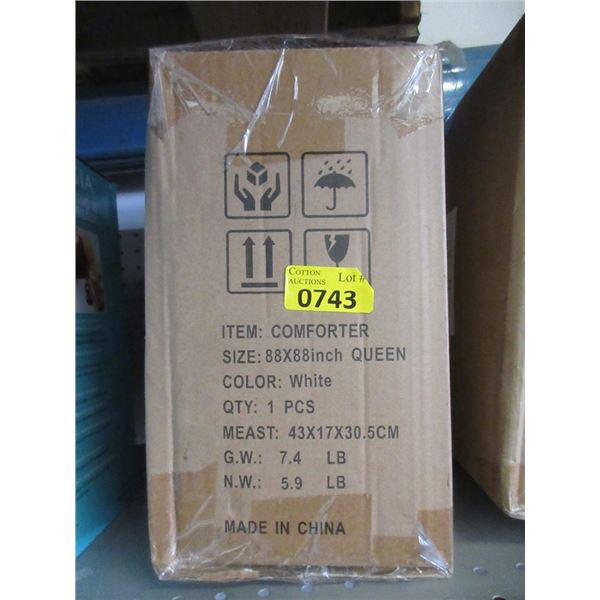 COTTON
AUCTIONS
Lot #
0743
ITEM: COMFORTER
SIZE: 88X88inch QUEEN
COLOR: White
QTY: 1 PCS
MEAST: 43X17X30.5CM
G.W.: 7.4 LB
N.W.: 5.9 LB
MADE IN CHINA